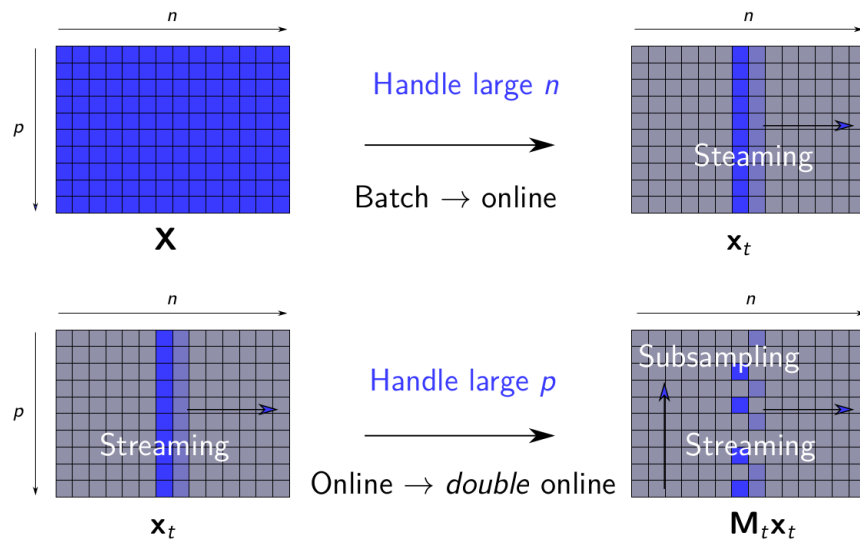 n
n
p
Handle large n
Steaming
Batch → online
X
x_t
n
n
p
Subsampling
Handle large p
Streaming
Streaming
Online → double online
x_t
M_t x_t